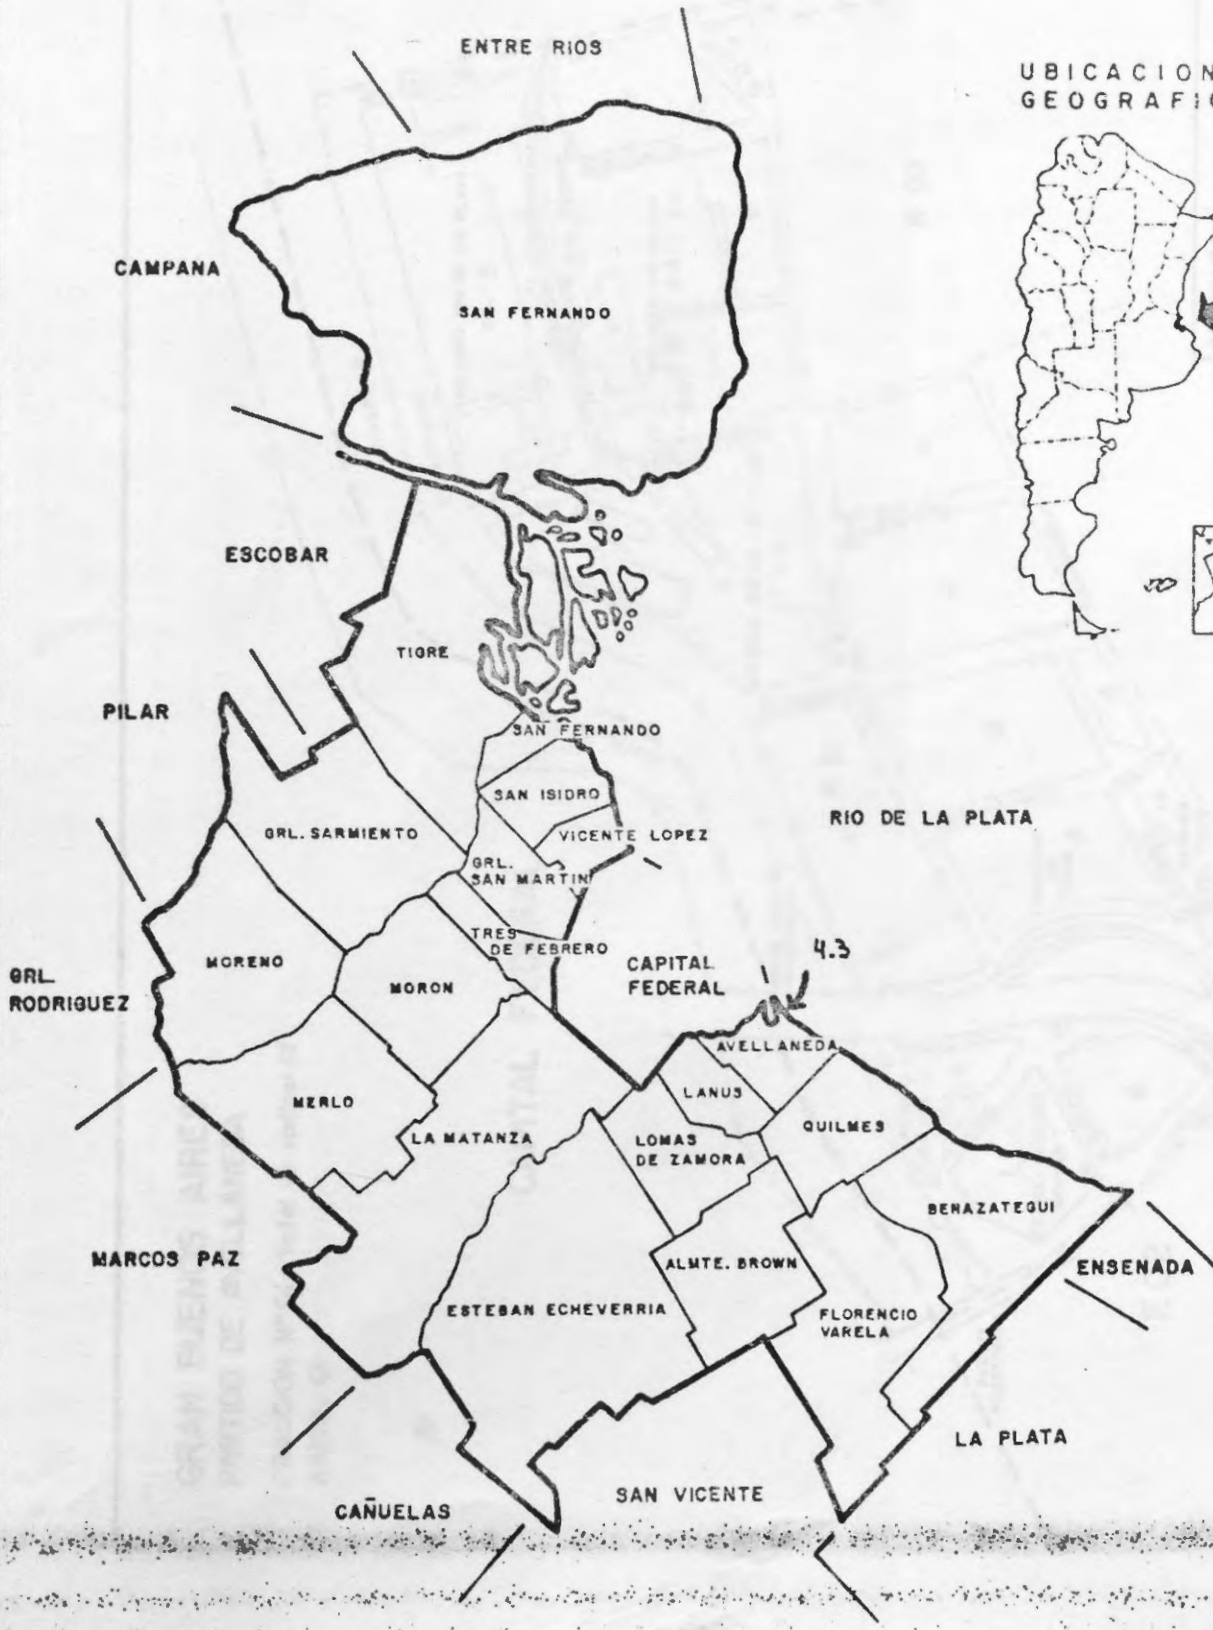 ENTRE RIOS
UBICACION
GEOGRAFIC
CAMPANA
SAN FERNANDO
ESCOBAR
TIGRE
PILAR
SAN FERNANDO
SAN ISIDRO
RIO DE LA PLATA
GRL. SARMIENTO
VICENTE LOPEZ
GRL.
SAN MARTIN
TRES
DE FEBRERO
4.3
MORENO
CAPITAL
FEDERAL
GRL.
RODRIGUEZ
MORON
AVELLANEDA
LANUS
MERLO
LA MATANZA
QUILMES
LOMAS
DE ZAMORA
BERAZATEGUI
MARCOS PAZ
ALMTE. BROWN
ENSENADA
ESTEBAN ECHEVERRIA
FLORENCIO
VARELA
LA PLATA
SAN VICENTE
CAÑUELAS